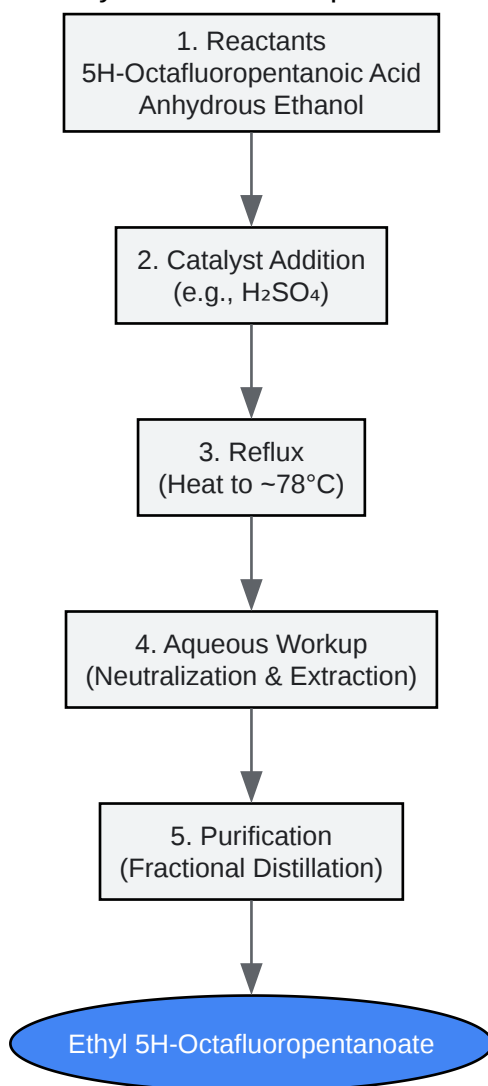 1. Reactants
5H-Octafluoropentanoic Acid
Anhydrous Ethanol
2. Catalyst Addition
(e.g., H₂SO₄)
3. Reflux
(Heat to ~78°C)
4. Aqueous Workup
(Neutralization & Extraction)
5. Purification
(Fractional Distillation)
Ethyl 5H-Octafluoropentanoate